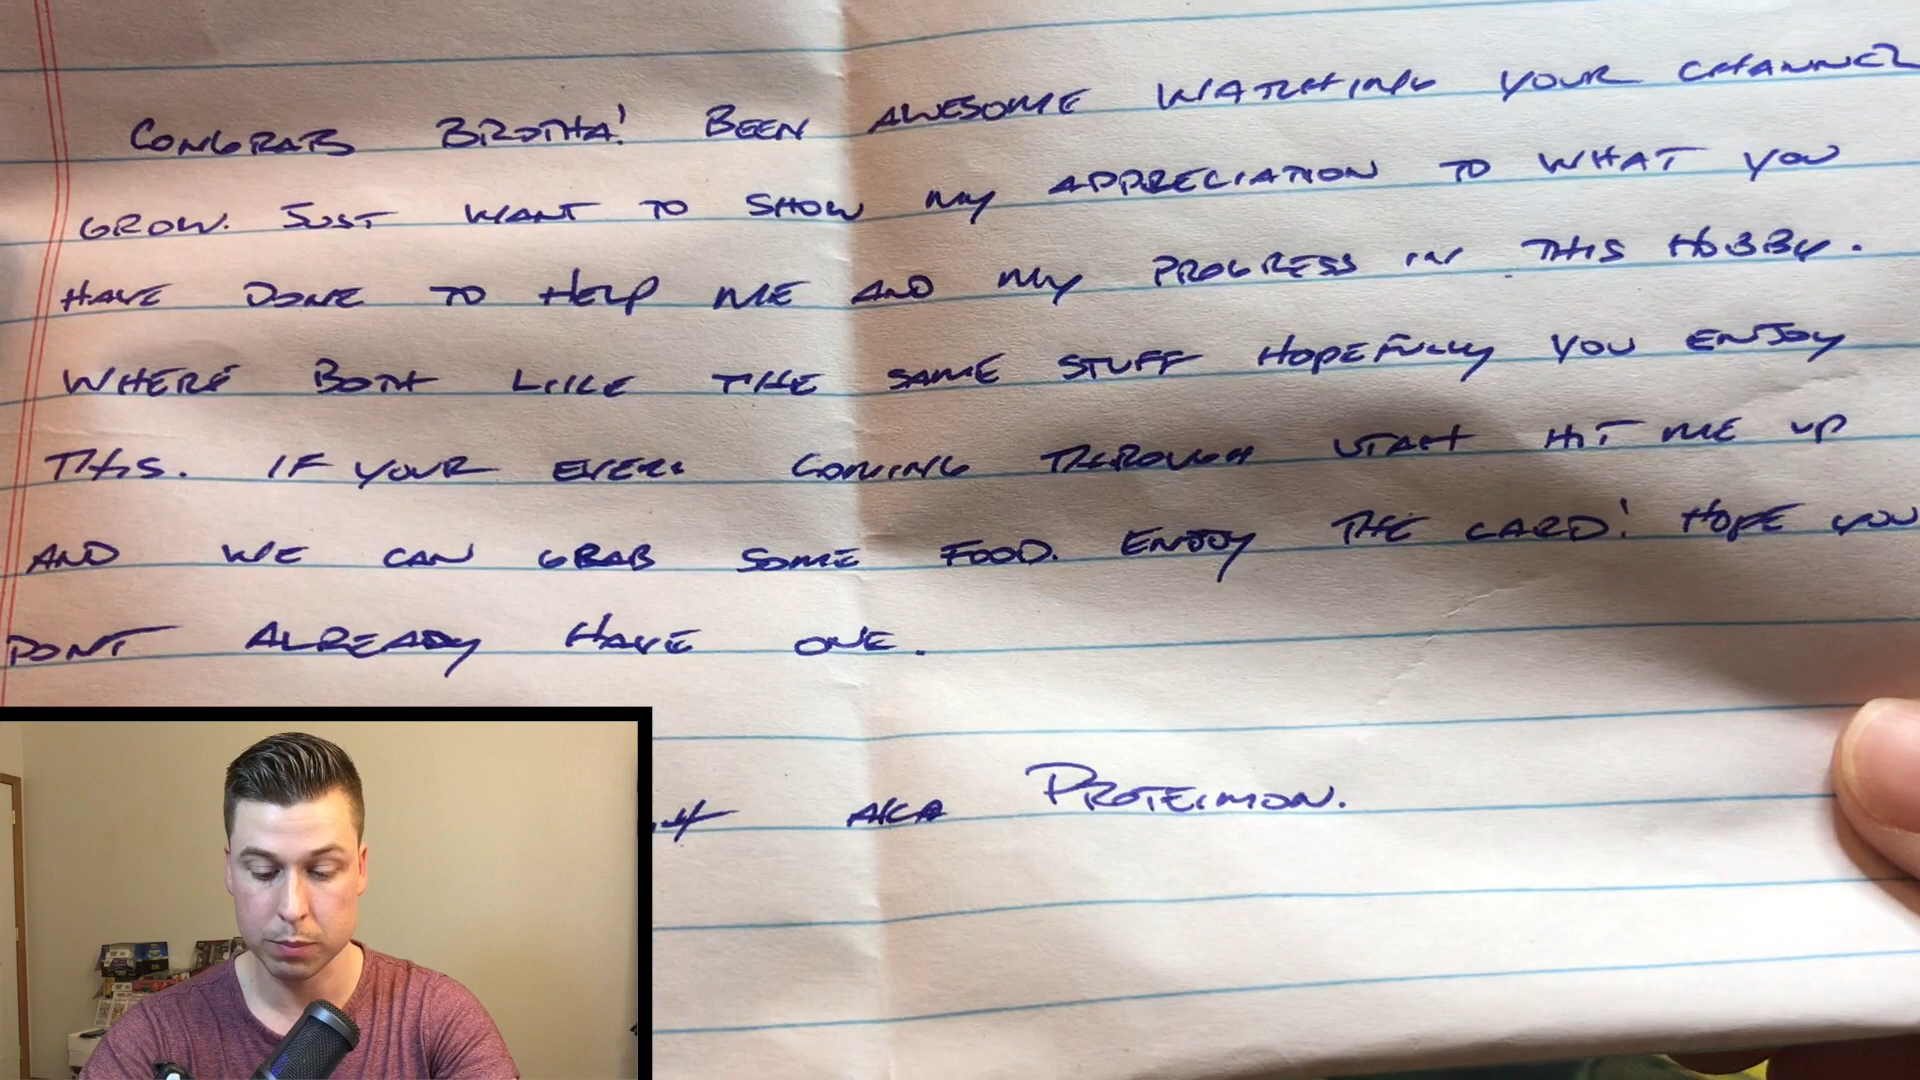 CONGRATS BROTHA! BEEN AWESOME WATCHING YOUR CHANNEL
GROW. JUST WANT TO SHOW MY APPRECIATION TO WHAT YOU
HAVE DONE TO HELP ME AND MY PROGRESS IN THIS HOBBY.
WHERE BOTH LIKE THE SAME STUFF HOPEFULLY YOU ENJOY
THIS. IF YOUR EVER COMING THROUGH UTAH HIT ME UP
AND WE CAN GRAB SOME FOOD. ENJOY THE CARD! HOPE YOU
DONT ALREADY HAVE ONE.
AKA PROTEIMON.